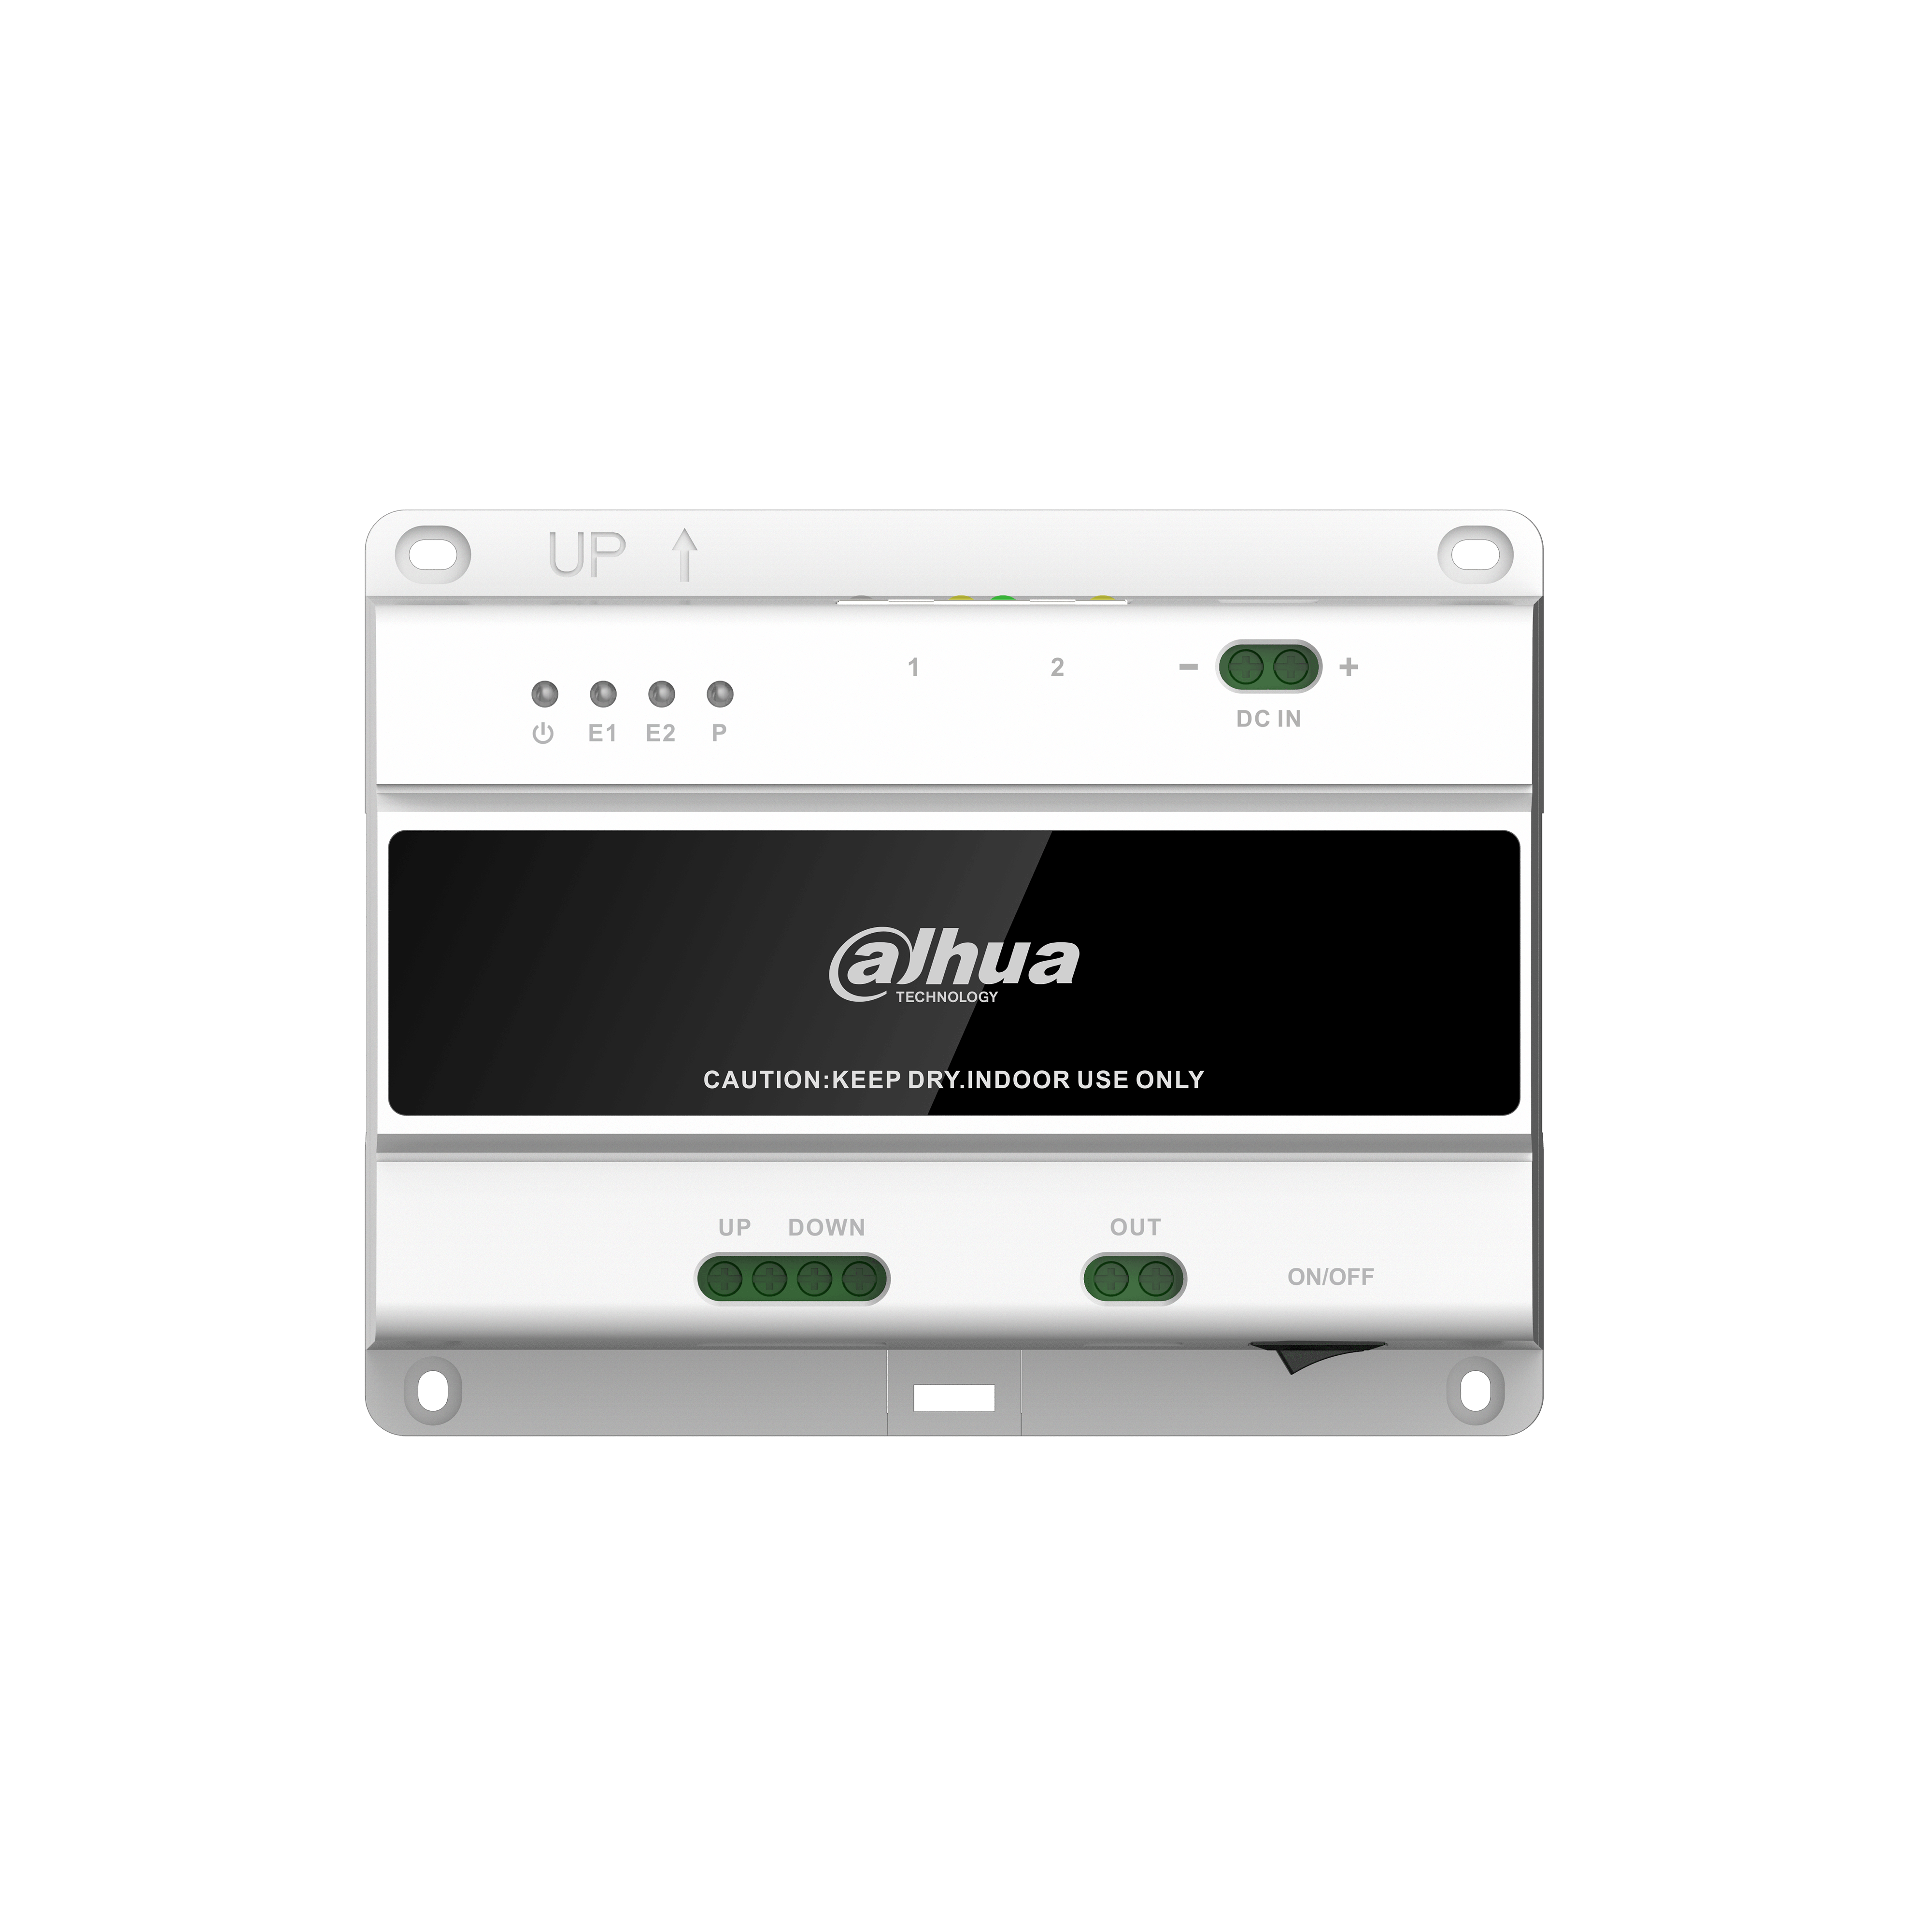 UP ↑
1 2 - +
DC IN
E1 E2 P
alhua
TECHNOLOGY
CAUTION:KEEP DRY.INDOOR USE ONLY
UP DOWN OUT
ON/OFF